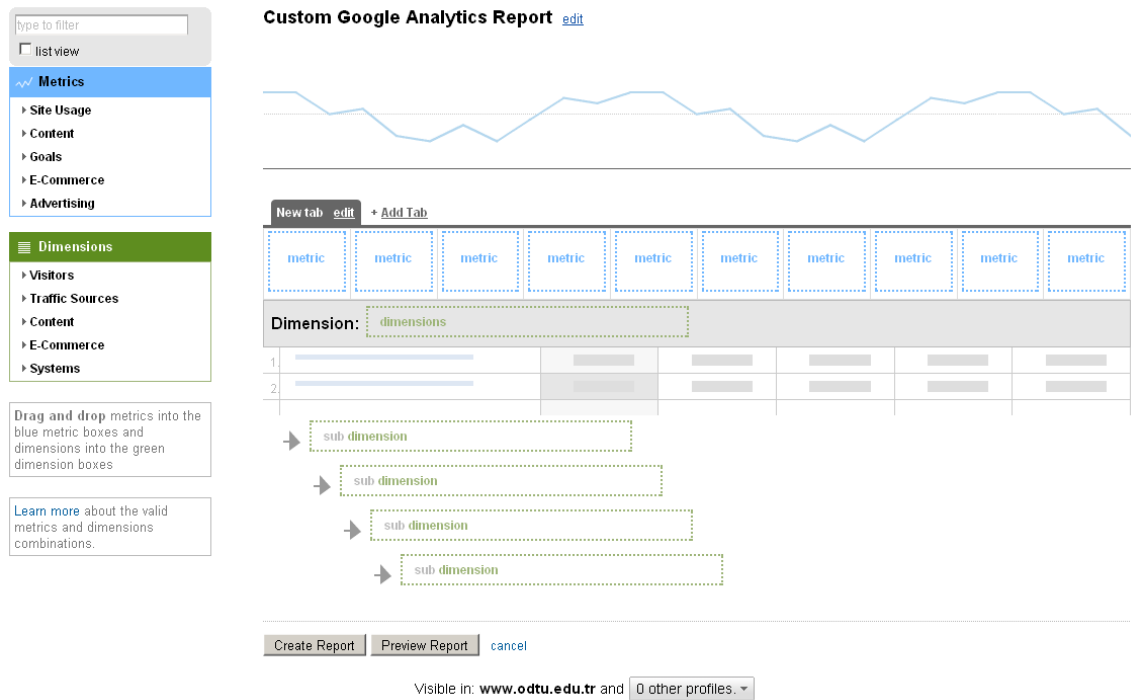 type to filter
list view
Metrics
Site Usage
Content
Goals
E-Commerce
Advertising
Dimensions
Visitors
Traffic Sources
Content
E-Commerce
Systems
Drag and drop metrics into the
blue metric boxes and
dimensions into the green
dimension boxes
Learn more about the valid
metrics and dimensions
combinations.
Custom Google Analytics Report edit
New tab edit + Add Tab
metric metric metric metric metric metric metric metric metric metric
Dimension: dimensions
1.
2.
sub dimension
sub dimension
sub dimension
sub dimension
Create Report Preview Report cancel
Visible in: www.odtu.edu.tr and 0 other profiles.